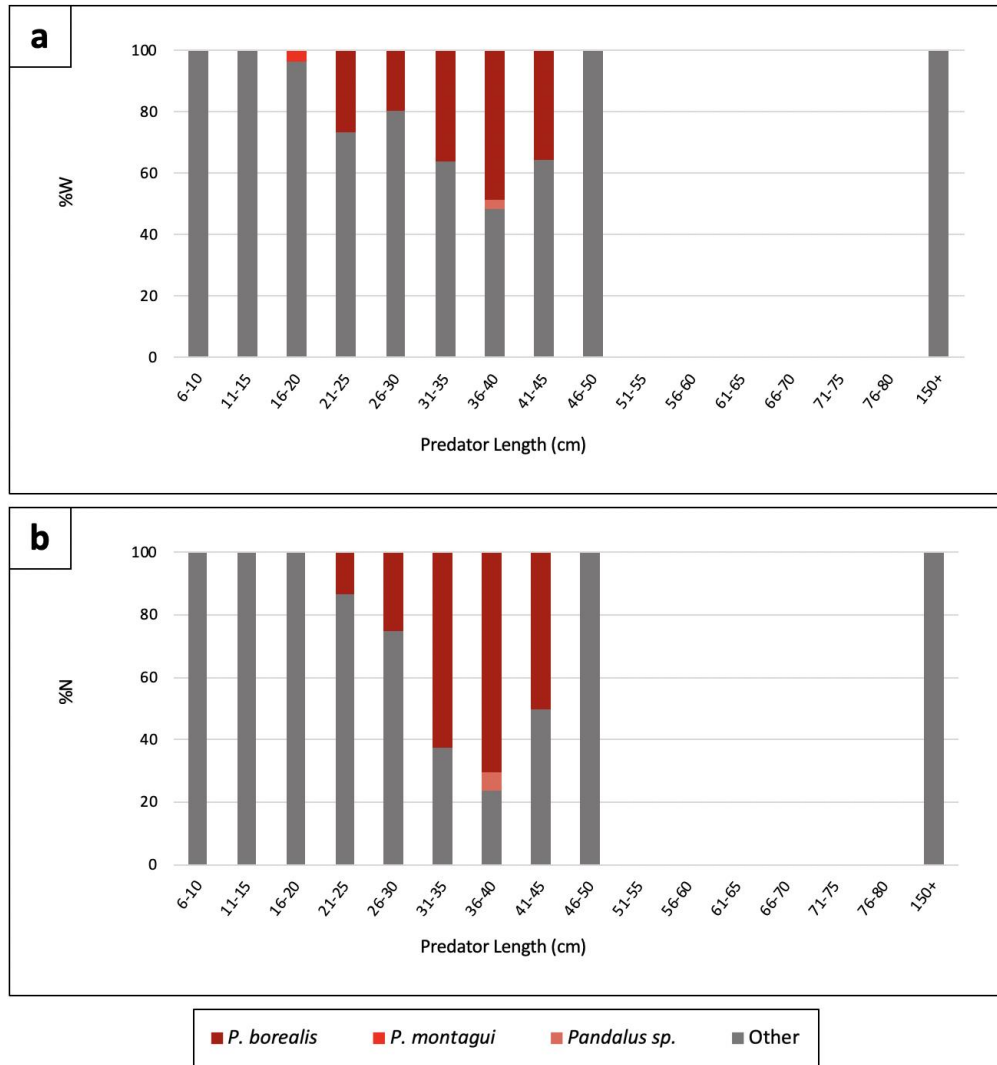 a
100
80
60
40
20
0
%W
6-10 11-15 16-20 21-25 26-30 31-35 36-40 41-45 46-50 51-55 56-60 61-65 66-70 71-75 76-80 150+
Predator Length (cm)
b
100
80
60
40
20
0
%N
6-10 11-15 16-20 21-25 26-30 31-35 36-40 41-45 46-50 51-55 56-60 61-65 66-70 71-75 76-80 150+
Predator Length (cm)
P. borealis P. montagui Pandalus sp. Other